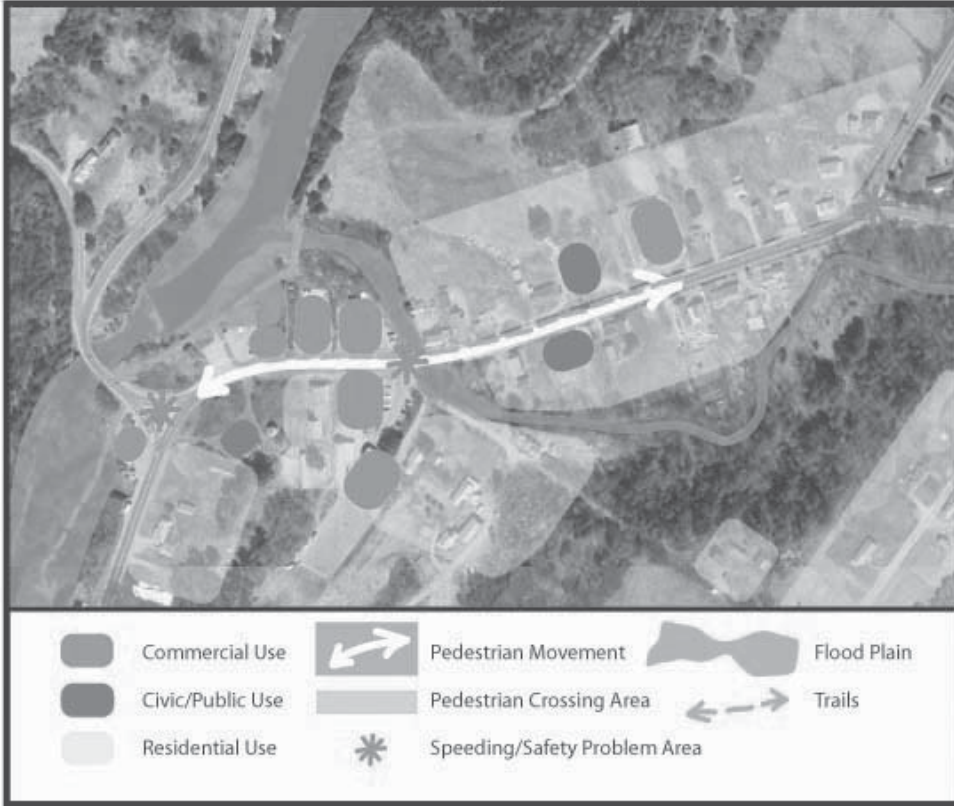 Commercial Use
Pedestrian Movement
Flood Plain
Civic/Public Use
Pedestrian Crossing Area
Trails
Residential Use
Speeding/Safety Problem Area